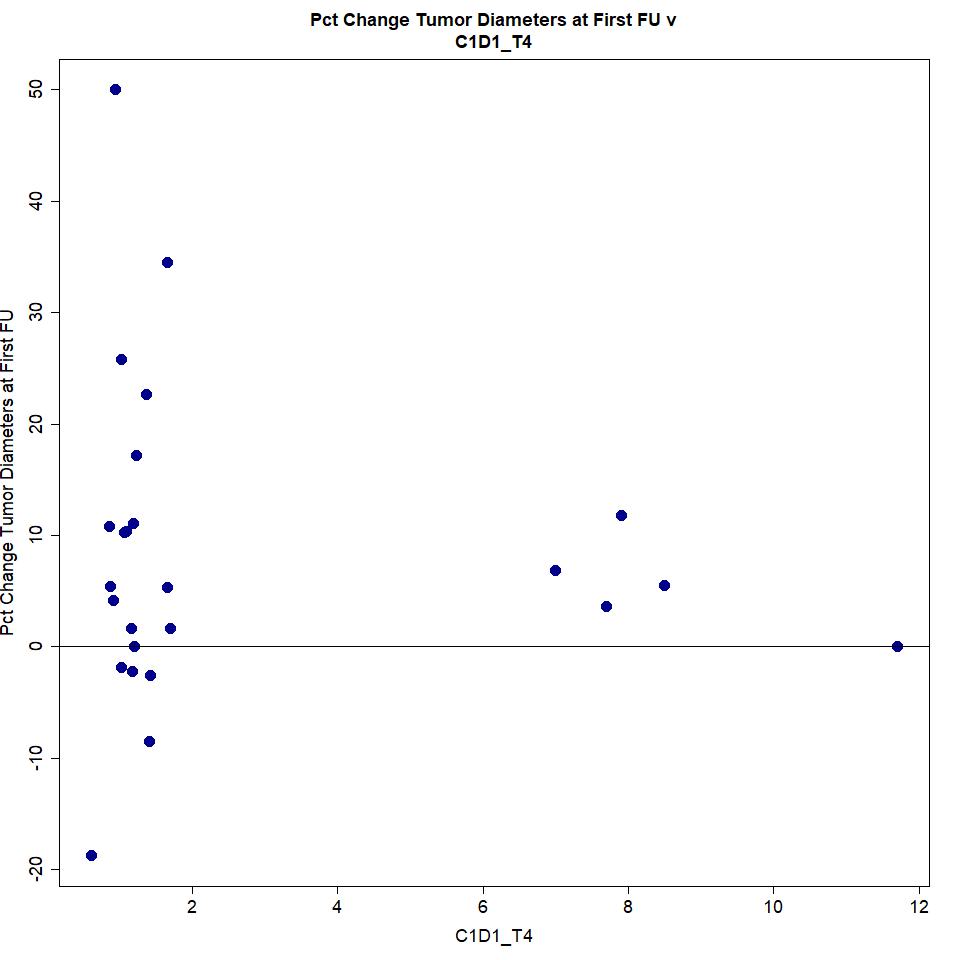 Pct Change Tumor Diameters at First FU v
C1D1_T4
Pct Change Tumor Diameters at First FU
50
40
30
20
10
0
-10
-20
2 4 6 8 10 12
C1D1_T4